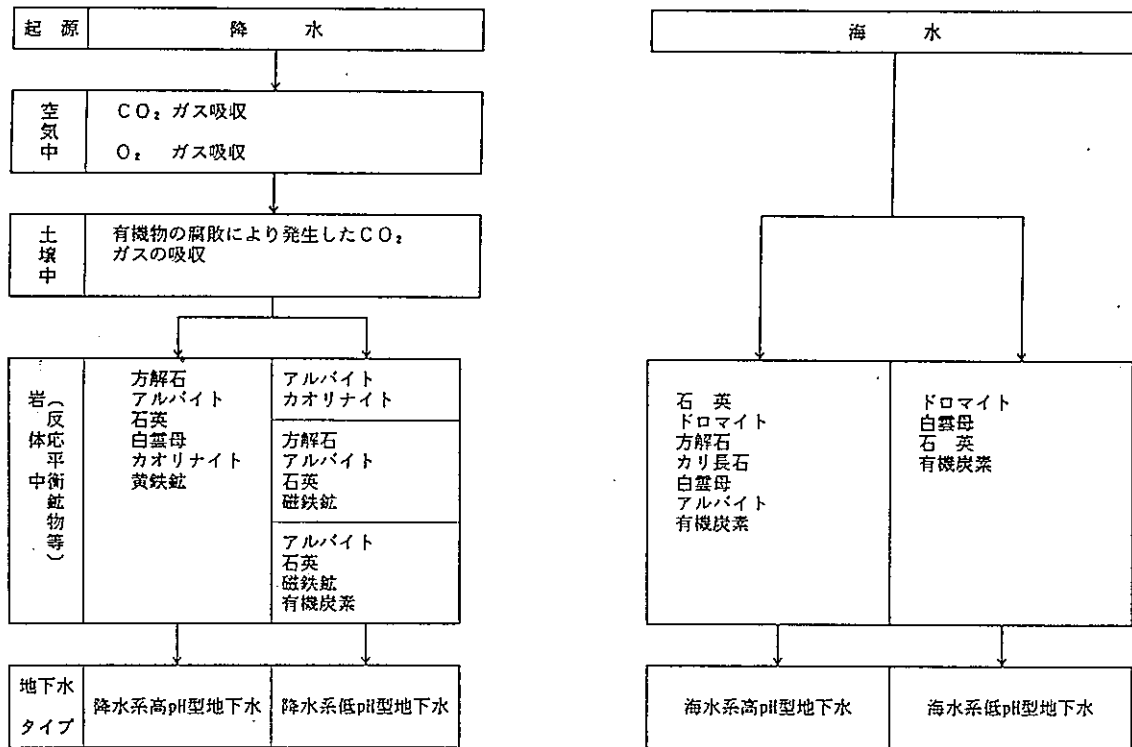 起 源
降 水
海 水
空気中
CO₂ ガス吸収
O₂ ガス吸収
土壌中
有機物の腐敗により発生したCO₂
ガスの吸収
岩体中
(反応平衡鉱物等)
方解石
アルバイト
石英
白雲母
カオリナイト
黄鉄鉱
アルバイト
カオリナイト
方解石
アルバイト
石英
磁鉄鉱
アルバイト
石英
磁鉄鉱
有機炭素
石 英
ドロマイト
方解石
カリ長石
白雲母
アルバイト
有機炭素
ドロマイト
白雲母
石 英
有機炭素
地下水
タイプ
降水系高pH型地下水
降水系低pH型地下水
海水系高pH型地下水
海水系低pH型地下水